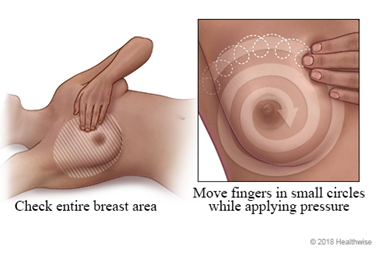 Check entire breast area
Move fingers in small circles
while applying pressure
© 2018 Healthwise